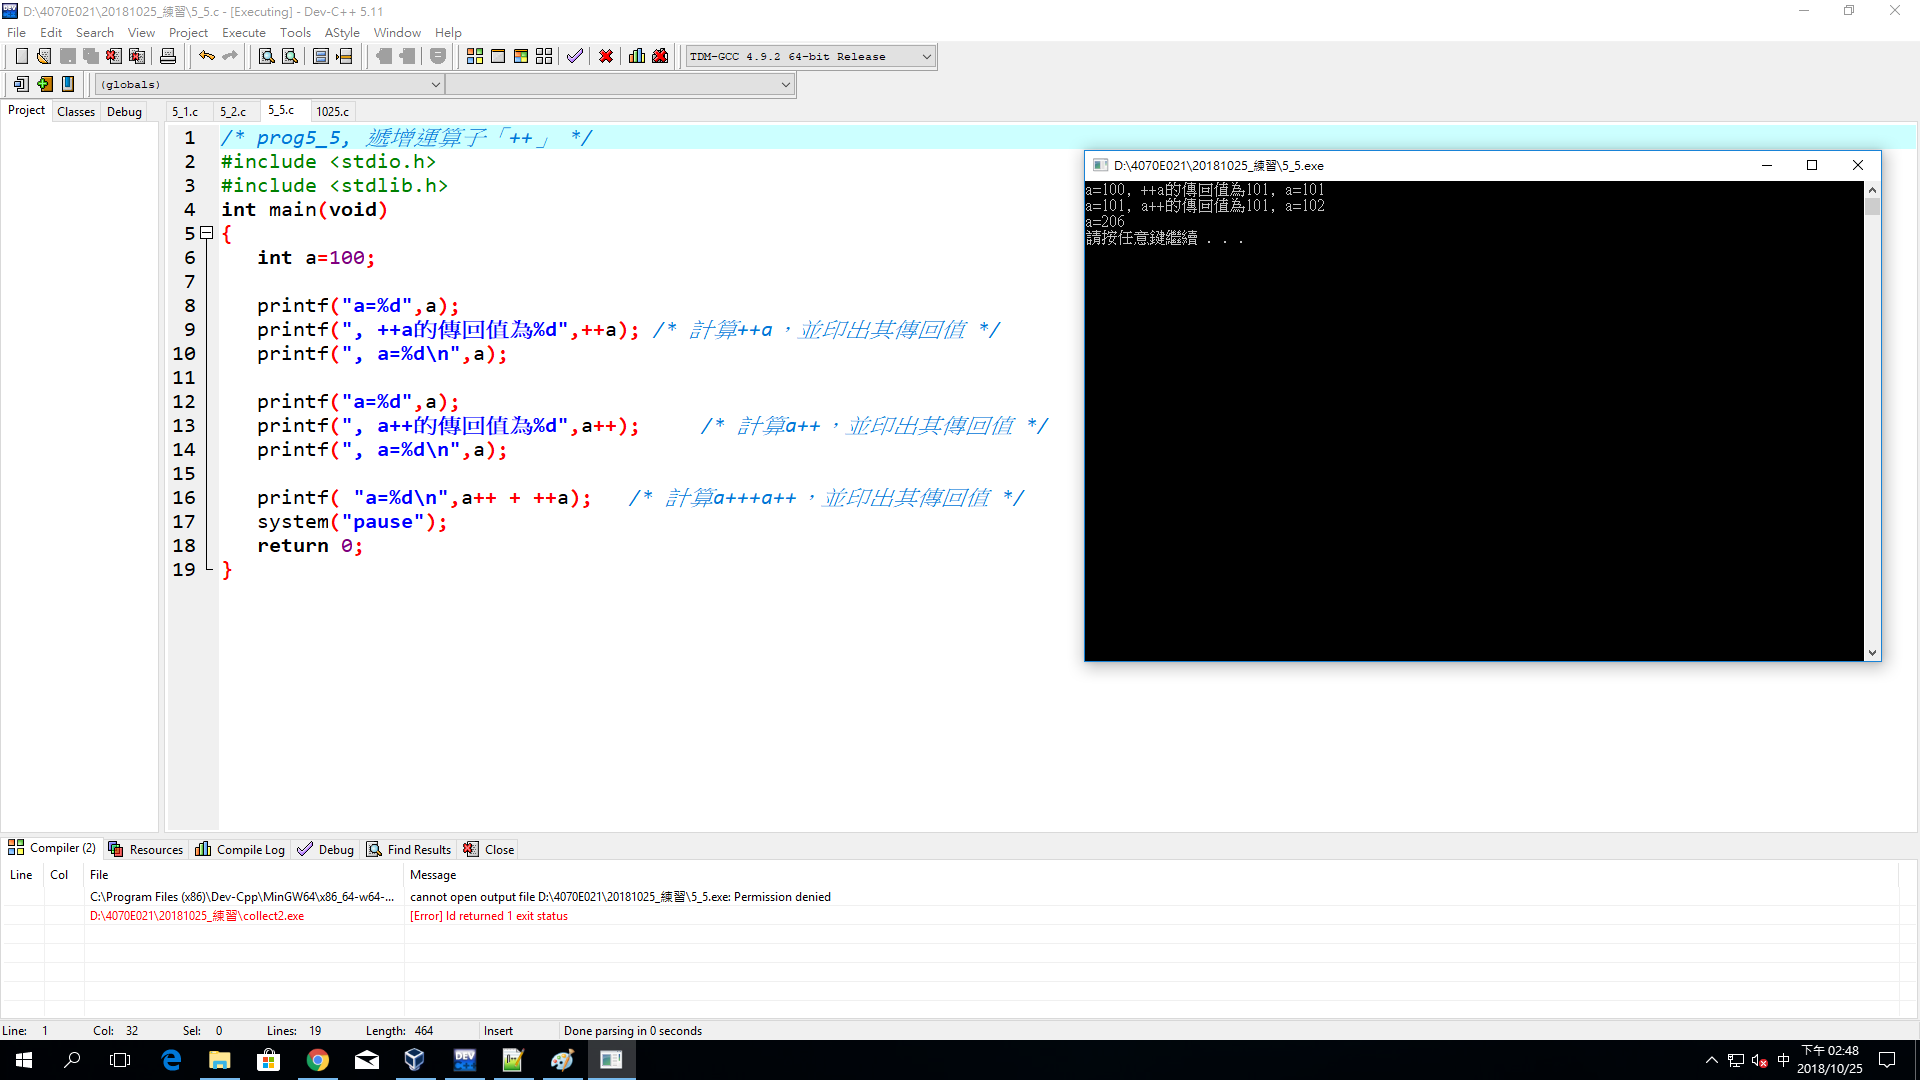 D:\4070E021\20181025_練習\5_5.c - [Executing] - Dev-C++ 5.11
File Edit Search View Project Execute Tools AStyle Window Help
TDM-GCC 4.9.2 64-bit Release
(globals)
Project Classes Debug 5_1.c 5_2.c 5_5.c 1025.c
1 /* prog5_5, 遞增運算子「++」 */
2 #include <stdio.h>
3 #include <stdlib.h>
4 int main(void)
5 {
6 int a=100;
7
8 printf("a=%d",a);
9 printf(", ++a的傳回值為%d",++a); /* 計算++a，並印出其傳回值 */
10 printf(", a=%d\n",a);
11
12 printf("a=%d",a);
13 printf(", a++的傳回值為%d",a++); /* 計算a++，並印出其傳回值 */
14 printf(", a=%d\n",a);
15
16 printf( "a=%d\n",a++ + ++a); /* 計算a+++a++，並印出其傳回值 */
17 system("pause");
18 return 0;
19 }
D:\4070E021\20181025_練習\5_5.exe
a=100, ++a的傳回值為101, a=101
a=101, a++的傳回值為101, a=102
a=206
請按任意鍵繼續 . . .
Compiler (2) Resources Compile Log Debug Find Results Close
Line Col File Message
C:\Program Files (x86)\Dev-Cpp\MinGW64\x86_64-w64-... cannot open output file D:\4070E021\20181025_練習\5_5.exe: Permission denied
D:\4070E021\20181025_練習\collect2.exe [Error] ld returned 1 exit status
Line: 1 Col: 32 Sel: 0 Lines: 19 Length: 464 Insert Done parsing in 0 seconds
DEV C++
中
下午 02:48
2018/10/25